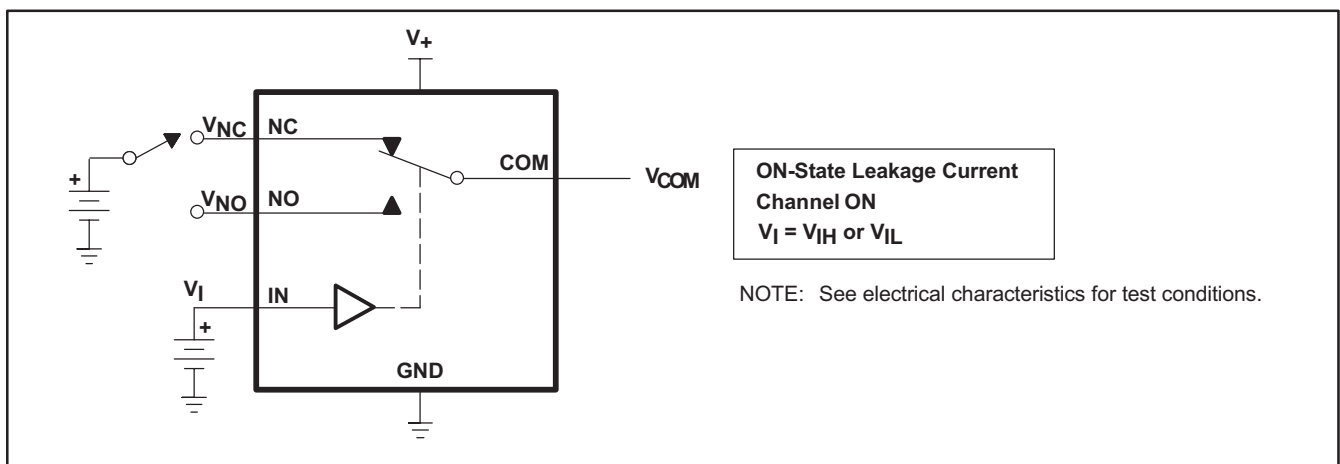 V+
VNC NC
+
COM
VCOM
VNO NO
VI IN
+
GND
ON-State Leakage Current
Channel ON
VI = VIH or VIL
NOTE: See electrical characteristics for test conditions.